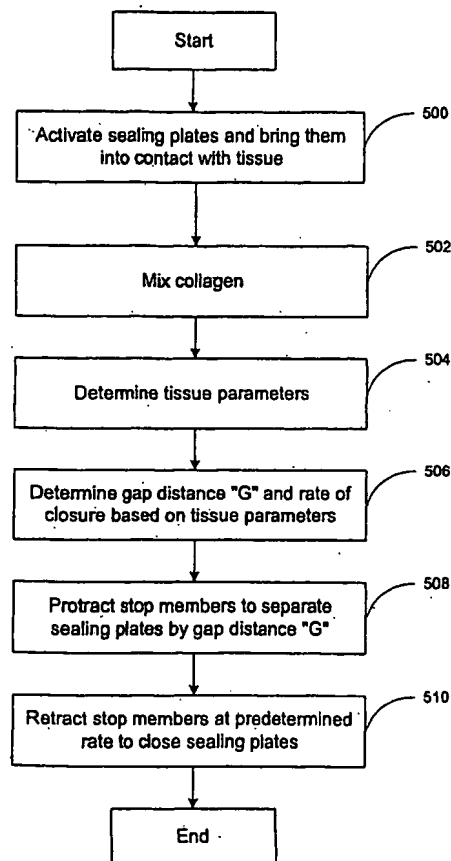 Start
Activate sealing plates and bring them
into contact with tissue
500
Mix collagen
502
Determine tissue parameters
504
Determine gap distance "G" and rate of
closure based on tissue parameters
506
Protract stop members to separate
sealing plates by gap distance "G"
508
Retract stop members at predetermined
rate to close sealing plates
510
End